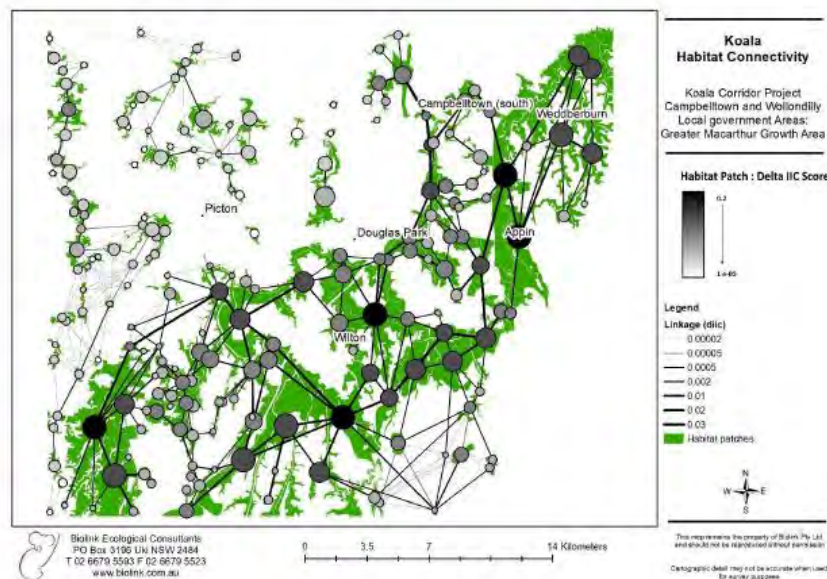 Koala
Habitat Connectivity
Koala Corridor Project
Campbelltown and Wollondilly
Local government Areas:
Greater Macarthur Growth Area
Habitat Patch : Delta IIC Score
0.2
1 e-05
Legend
Linkage (diic)
0.00002
0.00005
0.0005
0.002
0.01
0.02
0.03
Habitat patches
N
W E
S
This map remains the property of Biolink Pty Ltd
and should not be reproduced without permission
Cartographic detail may not be accurate when used
for survey purposes
Campbelltown (south)
Wedderburn
Picton
Douglas Park
Appin
Wilton
Biolink Ecological Consultants
PO Box 3196 Uki NSW 2484
T 02 6679 5593 F 02 6679 5523
www.biolink.com.au
0 3.5 7 14 Kilometers